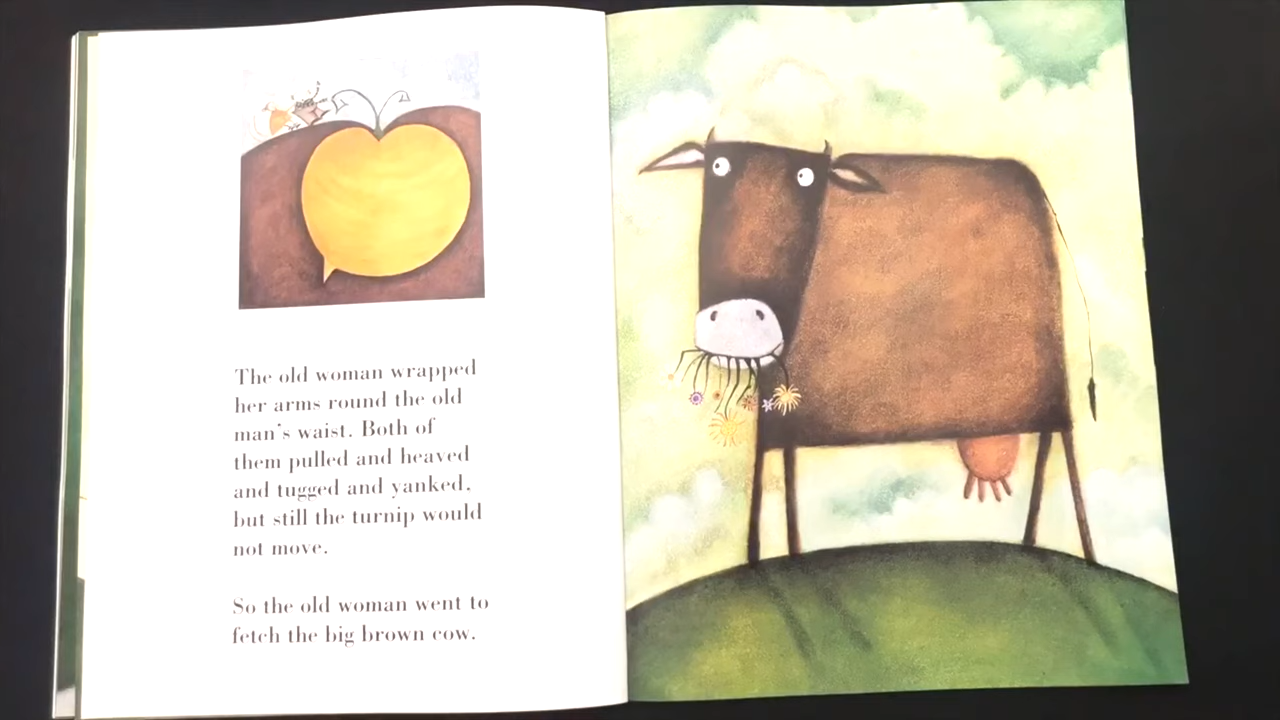 The old woman wrapped
her arms round the old
man's waist. Both of
them pulled and heaved
and tugged and yanked,
but still the turnip would
not move.
So the old woman went to
fetch the big brown cow.